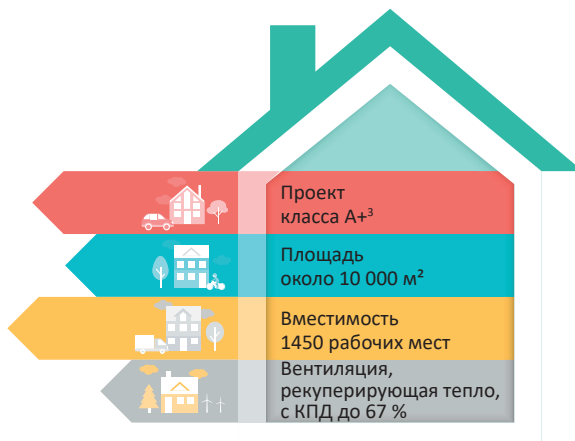 Проект
класса А+³
Площадь
около 10 000 м²
Вместимость
1450 рабочих мест
Вентиляция,
рекуперирующая тепло,
с КПД до 67 %